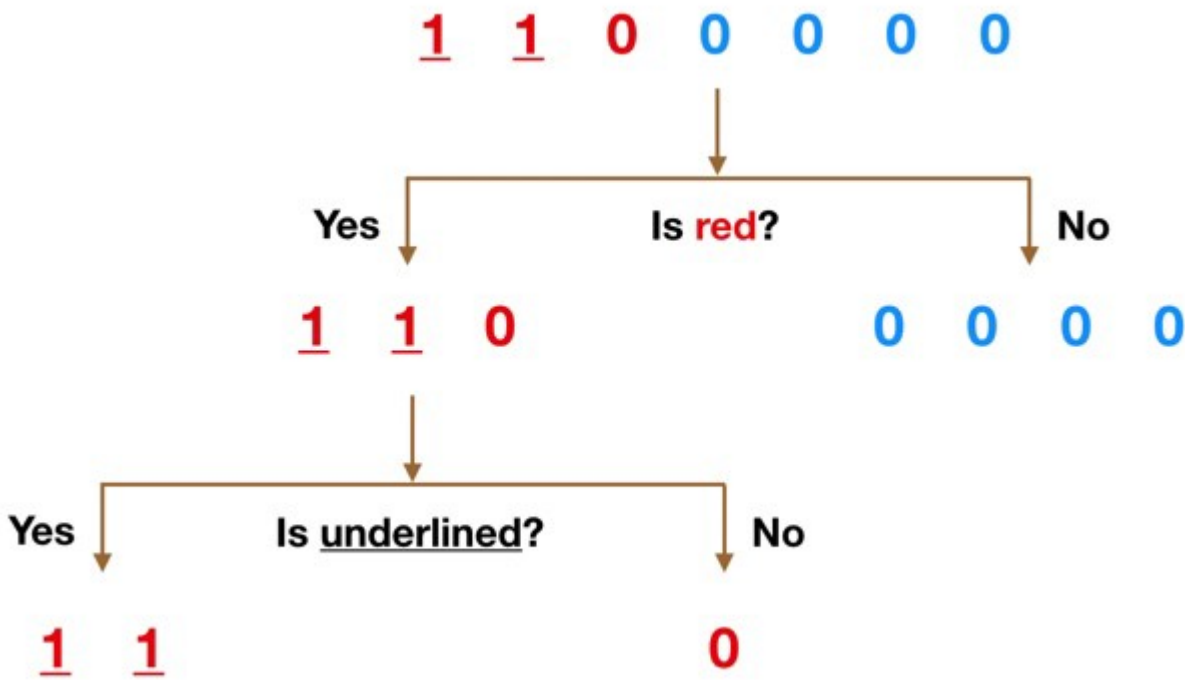 1 1 0 0 0 0 0
Yes Is red? No
1 1 0 0 0 0 0
Yes Is underlined? No
1 1 0